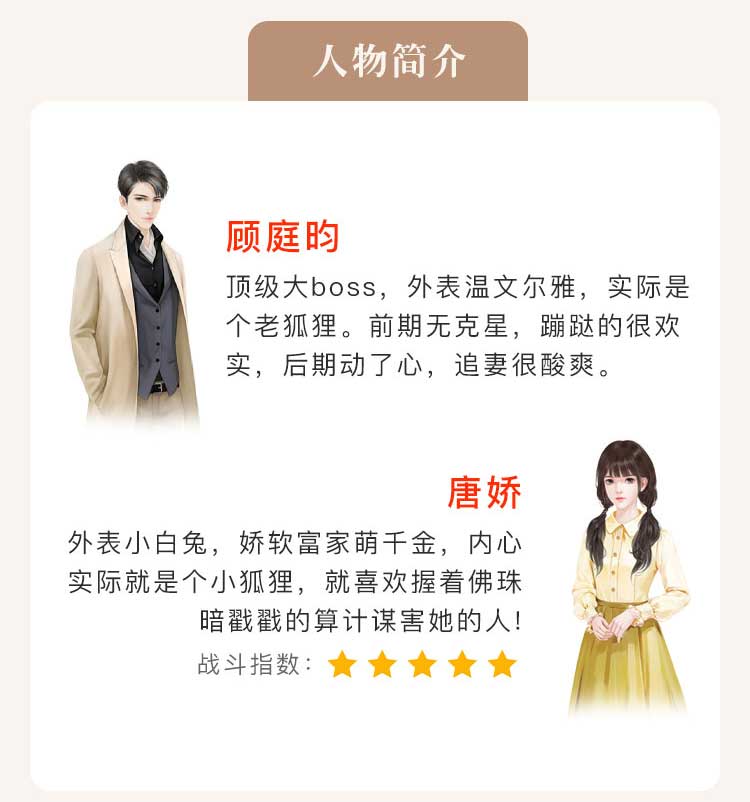 人物简介
顾庭昀
顶级大boss，外表温文尔雅，实际是
个老狐狸。前期无克星，蹦跶的很欢
实，后期动了心，追妻很酸爽。
唐娇
外表小白兔，娇软富家萌千金，内心
实际就是个小狐狸，就喜欢握着佛珠
暗戳戳的算计谋害她的人!
战斗指数：★★★★★